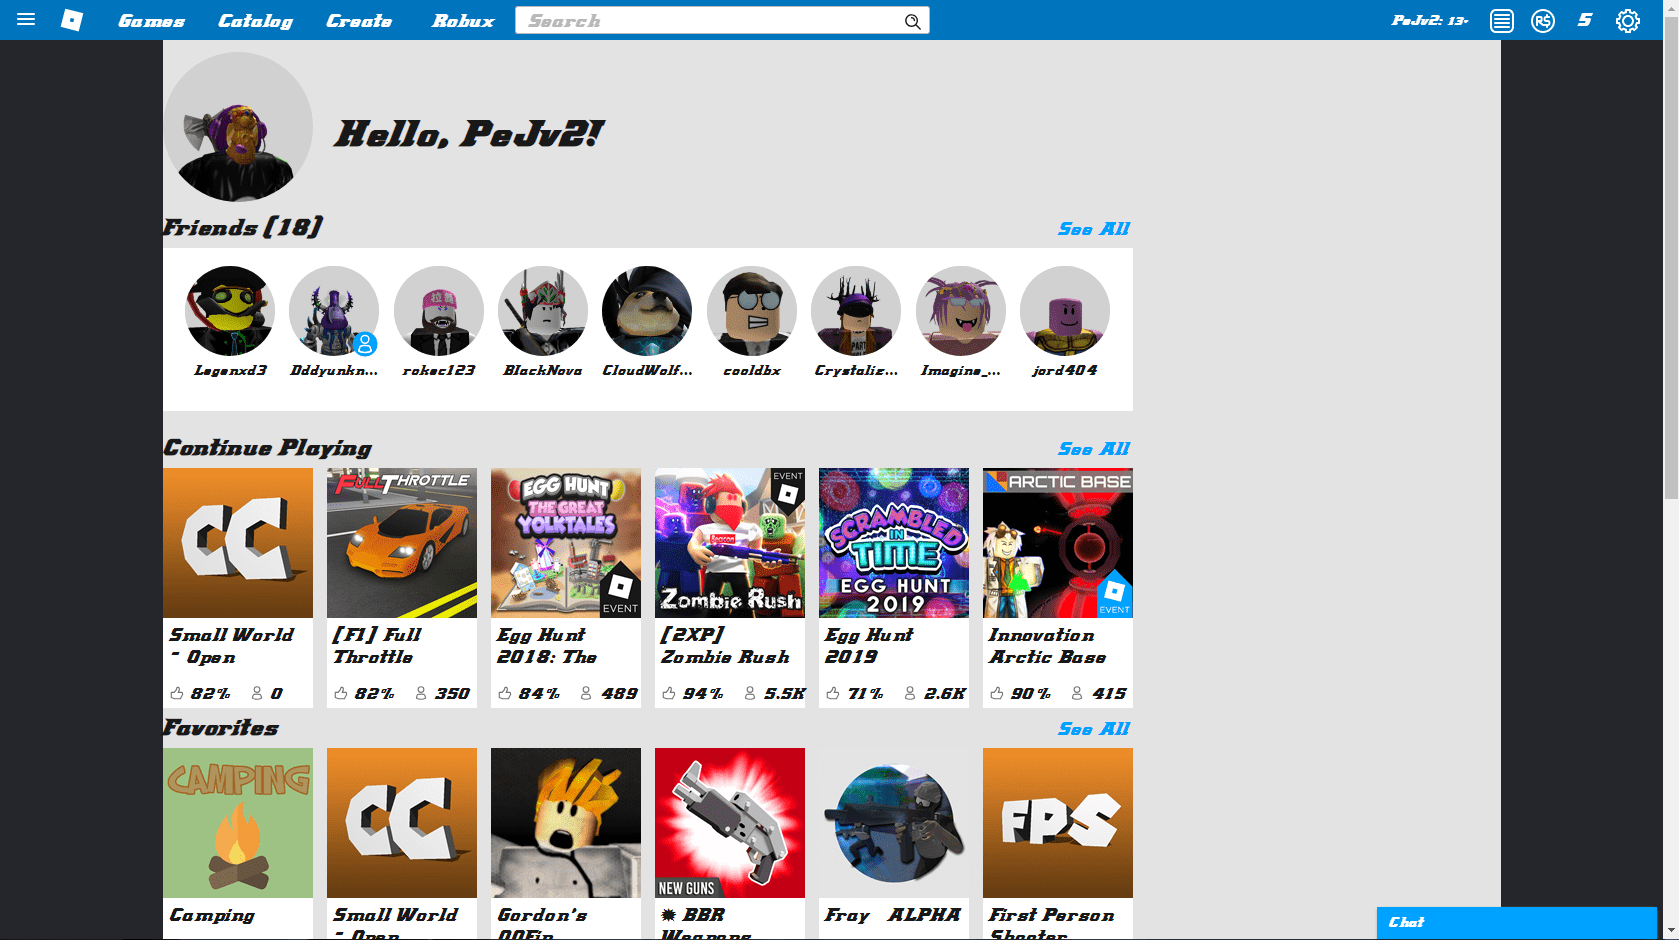 Games Catalog Create Robux Search PeJv2: 13+ R$ 5
Hello, PeJv2!
Friends (18) See All
Legenxd3 Dddyunkn... rokec123 BlackNova CloudWolf... cooldbx Crystaliz... Imagine_... jord404
Continue Playing See All
CC
FULL THROTTLE
EGG HUNT
THE GREAT
YOLKTALES
EVENT
EVENT
Zombie Rush
SCRAMBLED
IN
TIME
EGG HUNT
2019
ARCTIC BASE
EVENT
Small World [F1] Full Egg Hunt [2XP] Egg Hunt Innovation
- Open Throttle 2018: The Zombie Rush 2019 Arctic Base
82% 0 82% 350 84% 489 94% 5.5K 71% 2.6K 90% 415
Favorites See All
CAMPING
CC
NEW GUNS
FPS
Camping Small World Gordon's ✹ BBR Fray ALPHA First Person
- Open OOFin Weapons Shooter
Chat